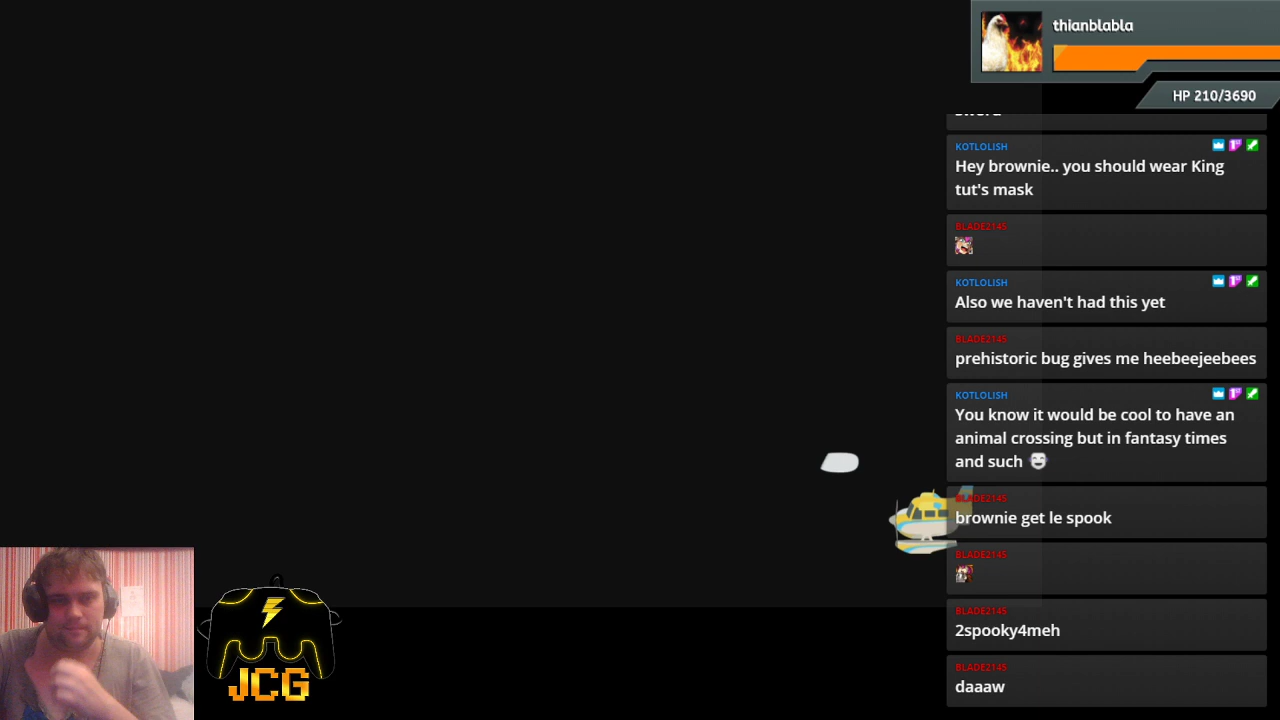 thianblabla
HP 210/3690
KOTLOLISH
Hey brownie.. you should wear King
tut's mask
BLADE2145
KOTLOLISH
Also we haven't had this yet
BLADE2145
prehistoric bug gives me heebeejeebees
KOTLOLISH
You know it would be cool to have an
animal crossing but in fantasy times
and such
BLADE2145
brownie get le spook
BLADE2145
BLADE2145
2spooky4meh
BLADE2145
daaaw
JCG